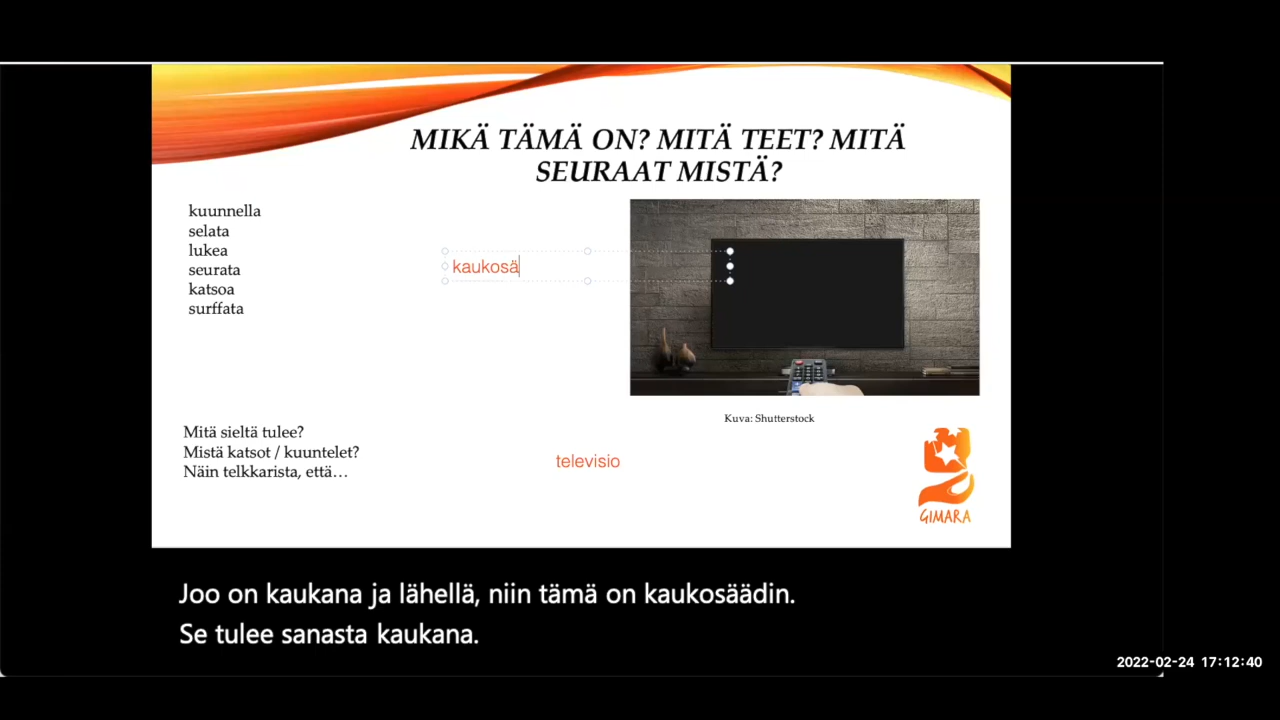 MIKÄ TÄMÄ ON? MITÄ TEET? MITÄ
SEURAAT MISTÄ?
kuunnella
selata
lukea
seurata
katsoa
surffata
kaukosä
Kuva: Shutterstock
Mitä sieltä tulee?
Mistä katsot / kuuntelet?
Näin telkkarista, että…
televisio
GIMARA
Joo on kaukana ja lähellä, niin tämä on kaukosäädin.
Se tulee sanasta kaukana.
2022-02-24 17:12:40